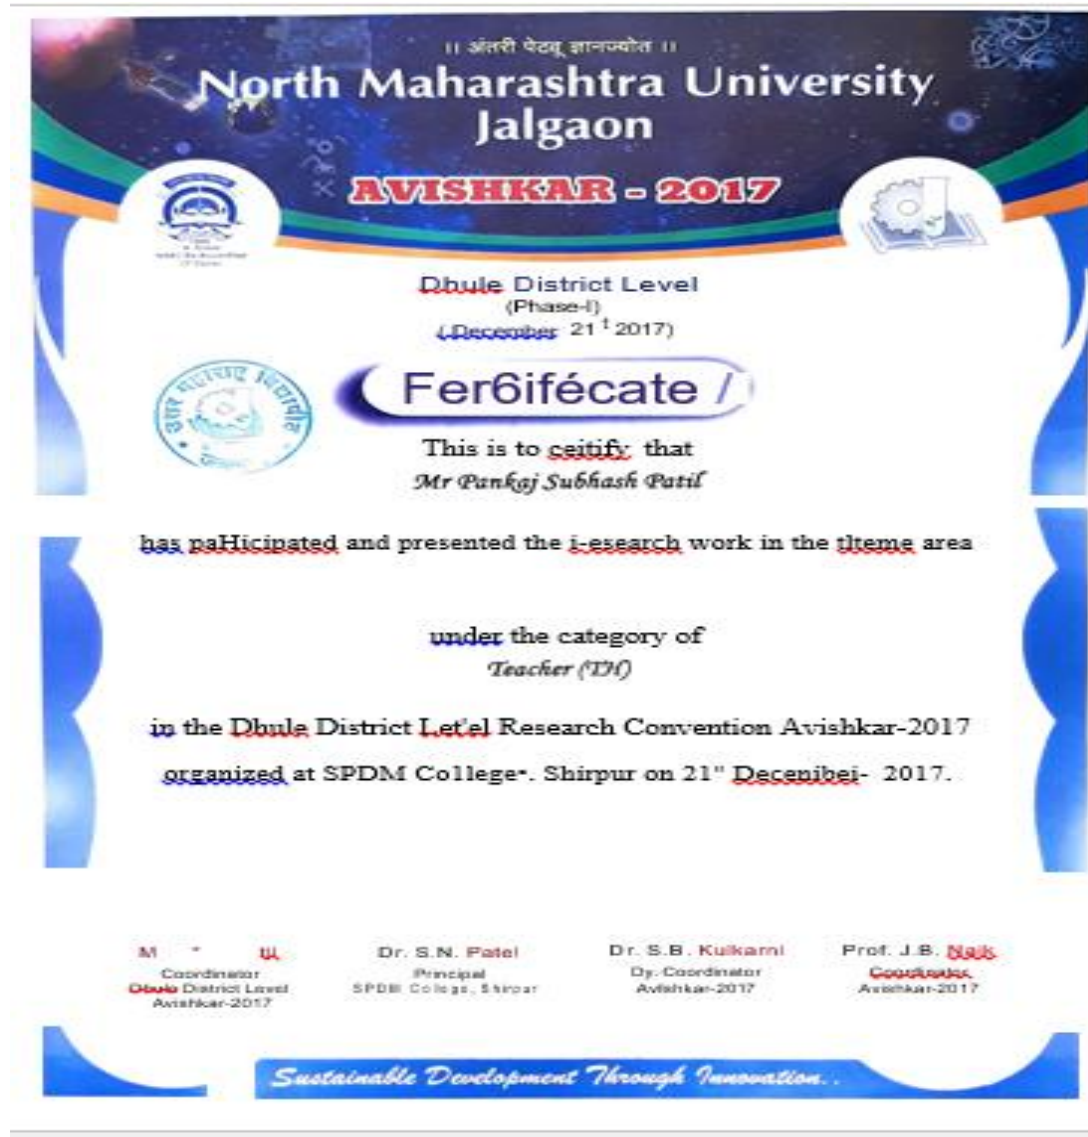 ।। अंतरी पेटवू ज्ञानज्योत ।।
North Maharashtra University
Jalgaon
AVISHKAR - 2017
Dhule District Level
(Phase-I)
( December 21 t 2017)
Fer6ifécate /
This is to ceitify that
Mr Pankaj Subhash Patil
has paHicipated and presented the i-esearch work in the tlteme area
under the category of
Teacher (TH)
in the Dhule District Let'el Research Convention Avishkar-2017
organized at SPDM College•. Shirpur on 21" Decenibei- 2017.
M " til
Coordinator
Dhule District Level
Avishkar-2017
Dr. S.N. Patel
Principal
SPDM College, Shirpur
Dr. S.B. Kulkarni
Dy. Coordinator
Avishkar-2017
Prof. J.B. Naik
Coordinator
Avishkar-2017
Sustainable Development Through Innovation..